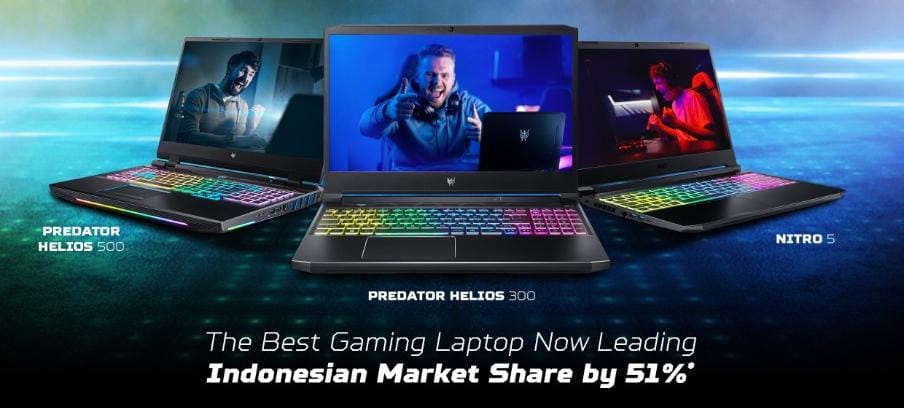 PREDATOR
HELIOS 500
PREDATOR HELIOS 300
NITRO 5
The Best Gaming Laptop Now Leading
Indonesian Market Share by 51%*